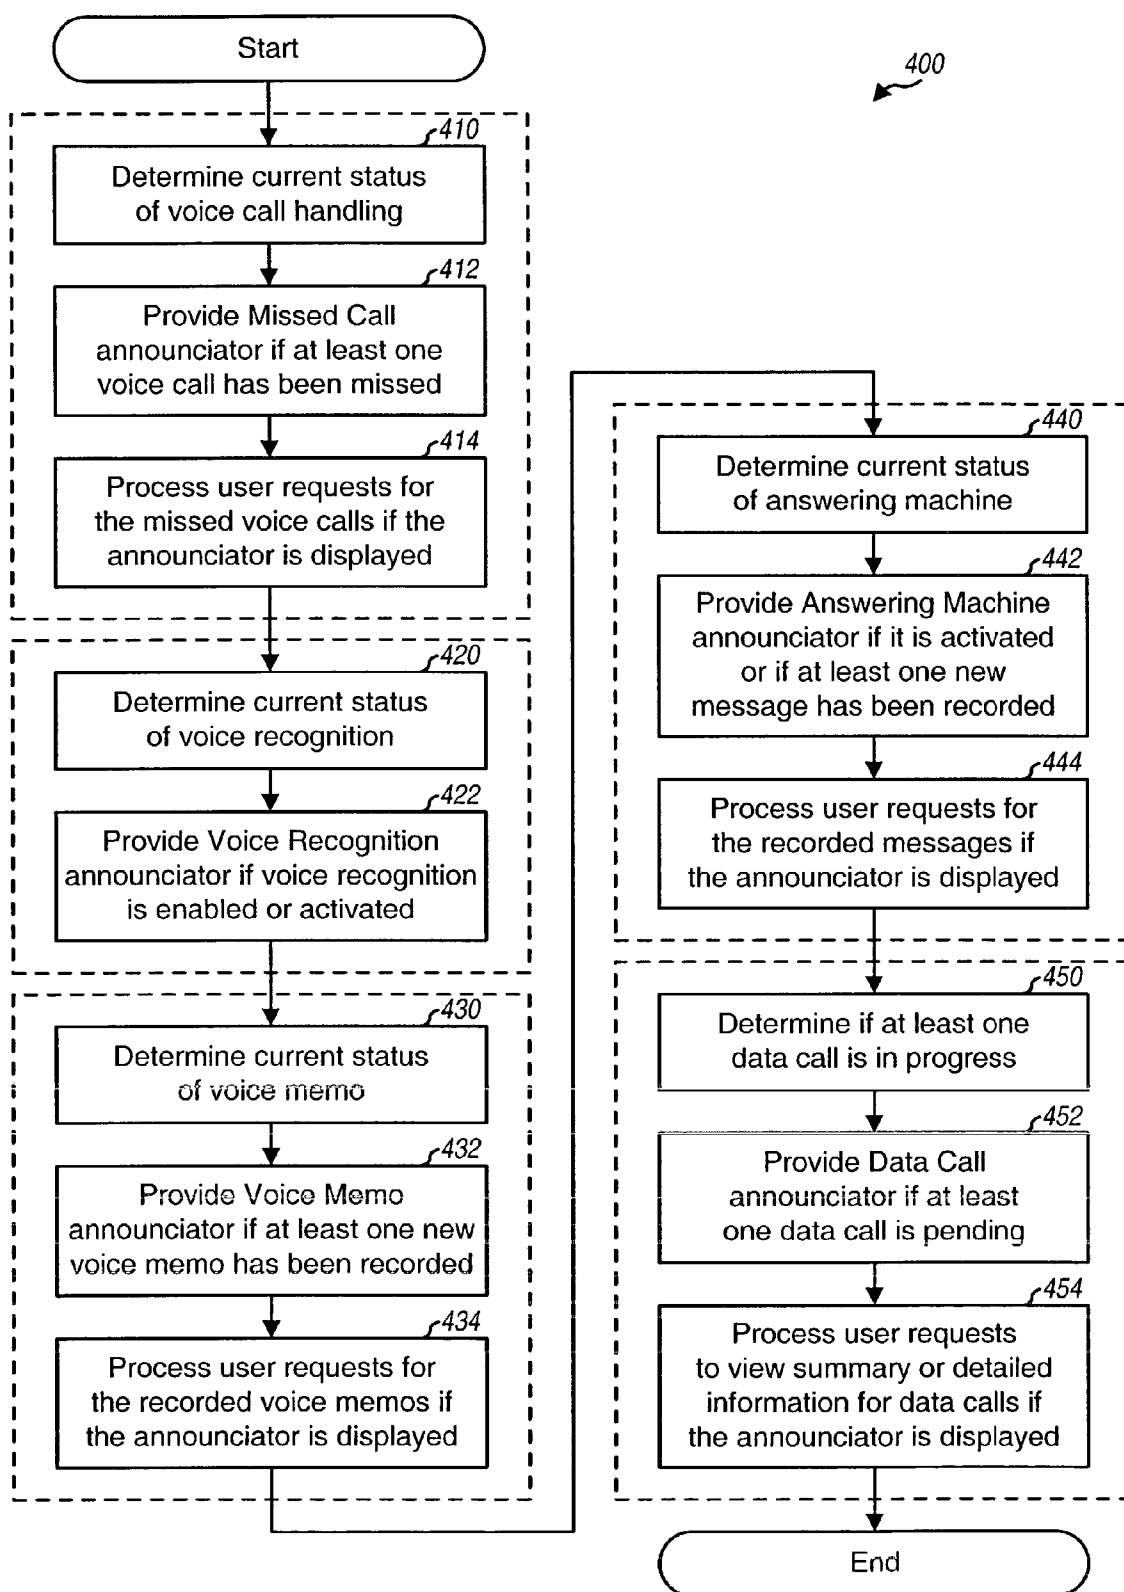 Start
400
410
Determine current status
of voice call handling
412
Provide Missed Call
announciator if at least one
voice call has been missed
414
Process user requests for
the missed voice calls if the
announciator is displayed
420
Determine current status
of voice recognition
422
Provide Voice Recognition
announciator if voice recognition
is enabled or activated
430
Determine current status
of voice memo
432
Provide Voice Memo
announciator if at least one new
voice memo has been recorded
434
Process user requests for
the recorded voice memos if
the announciator is displayed
440
Determine current status
of answering machine
442
Provide Answering Machine
announciator if it is activated
or if at least one new
message has been recorded
444
Process user requests for
the recorded messages if
the announciator is displayed
450
Determine if at least one
data call is in progress
452
Provide Data Call
announciator if at least
one data call is pending
454
Process user requests
to view summary or detailed
information for data calls if
the announciator is displayed
End